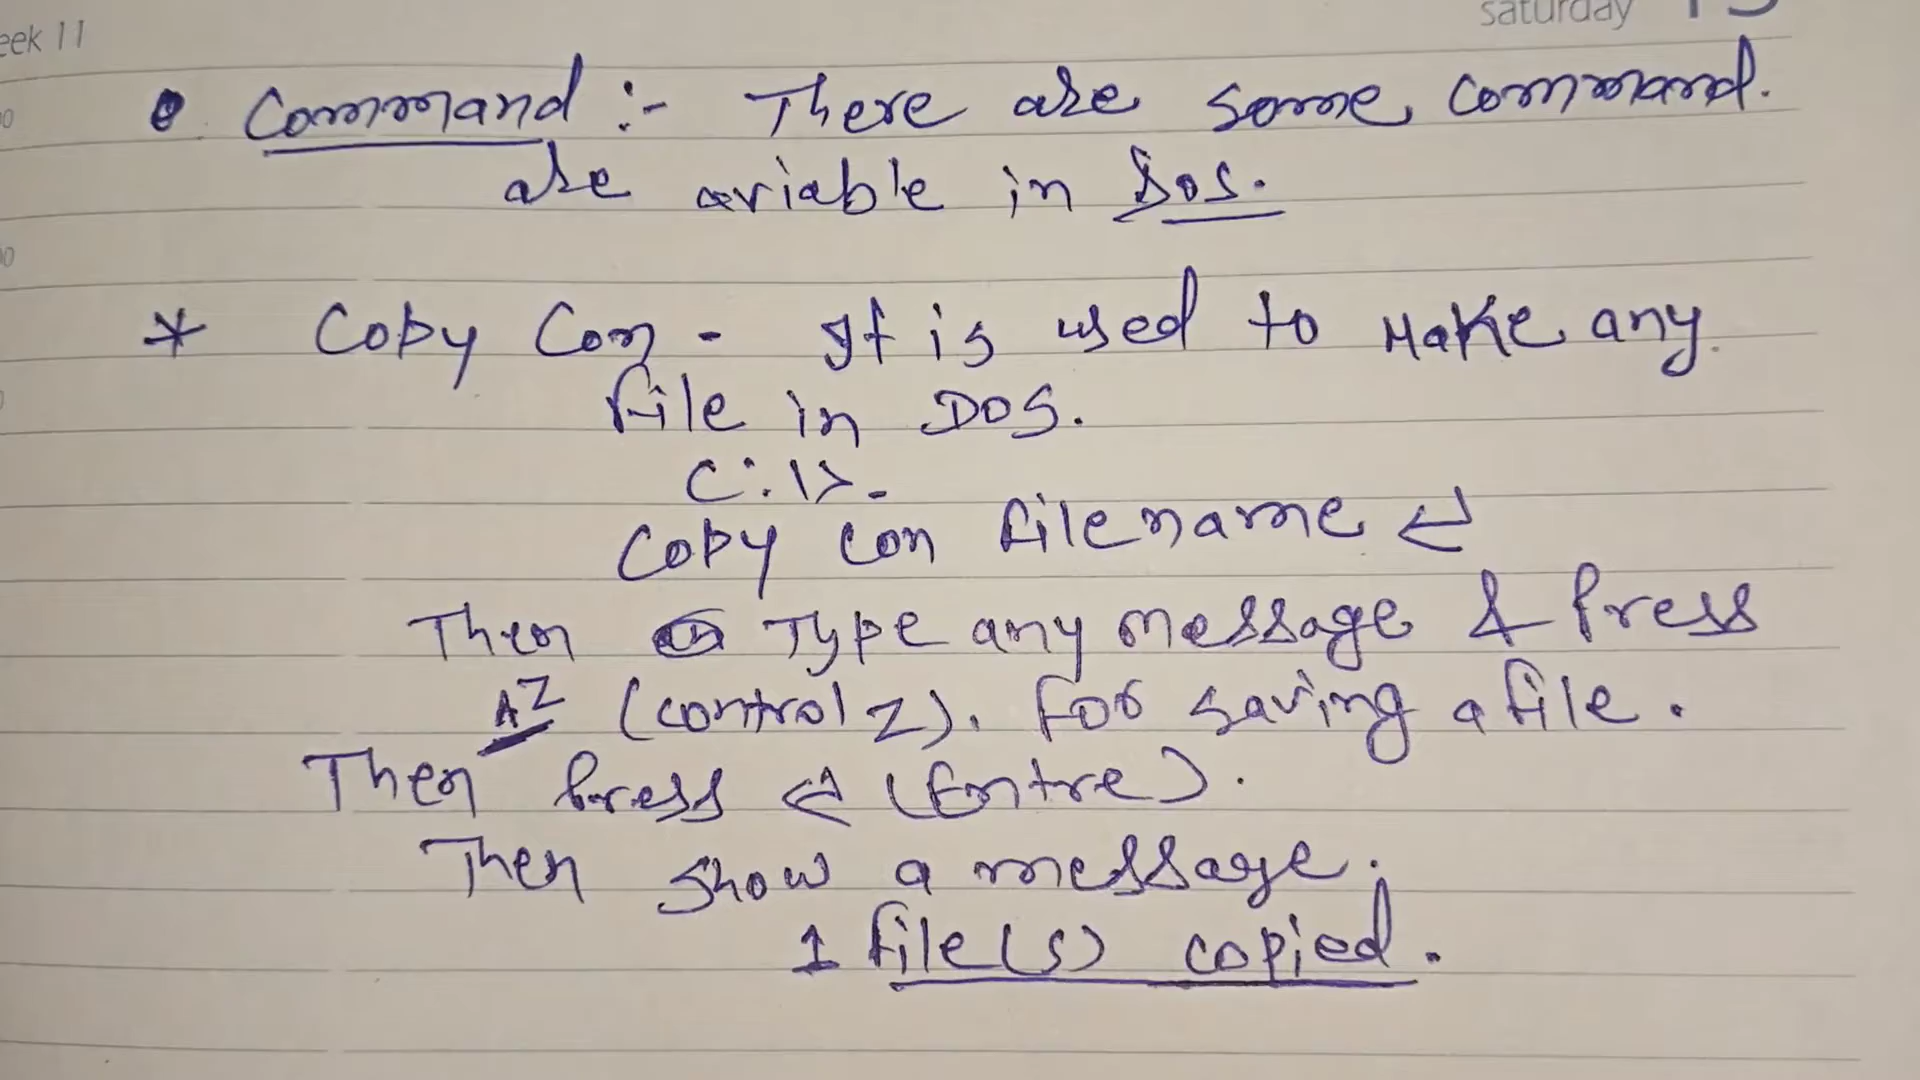 eek 11
saturday
• Command :- There are some command.
are aviable in Dos.
* Copy Con - It is used to Make any
file in DOS.
C:\>-
Copy con filename ↵
Then Type any message & Press
^Z (control z). For saving a file.
Then Press ↵ (Entre).
Then show a message.
1 file(s) copied.